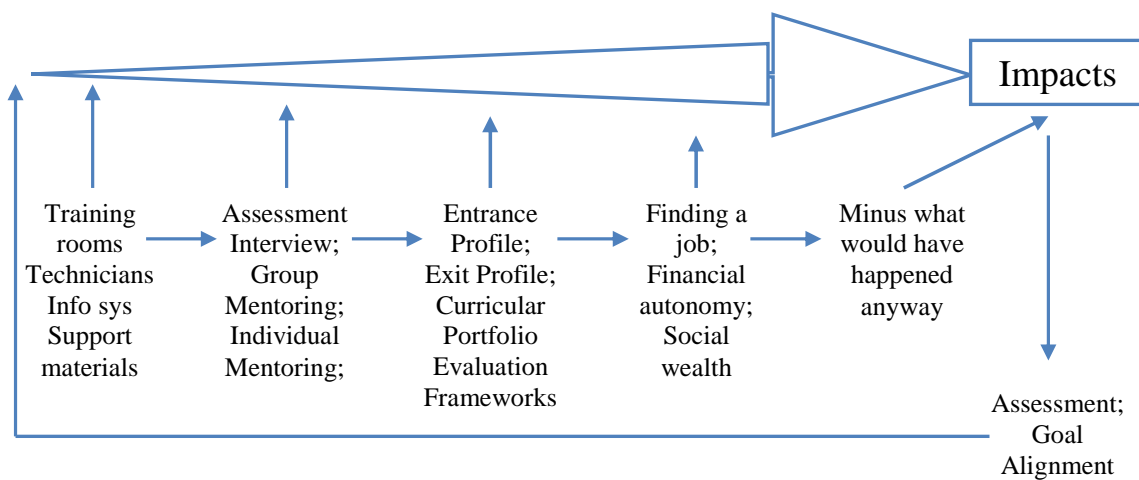 Impacts
Training
rooms
Technicians
Info sys
Support
materials
Assessment
Interview;
Group
Mentoring;
Individual
Mentoring;
Entrance
Profile;
Exit Profile;
Curricular
Portfolio
Evaluation
Frameworks
Finding a
job;
Financial
autonomy;
Social
wealth
Minus what
would have
happened
anyway
Assessment;
Goal
Alignment